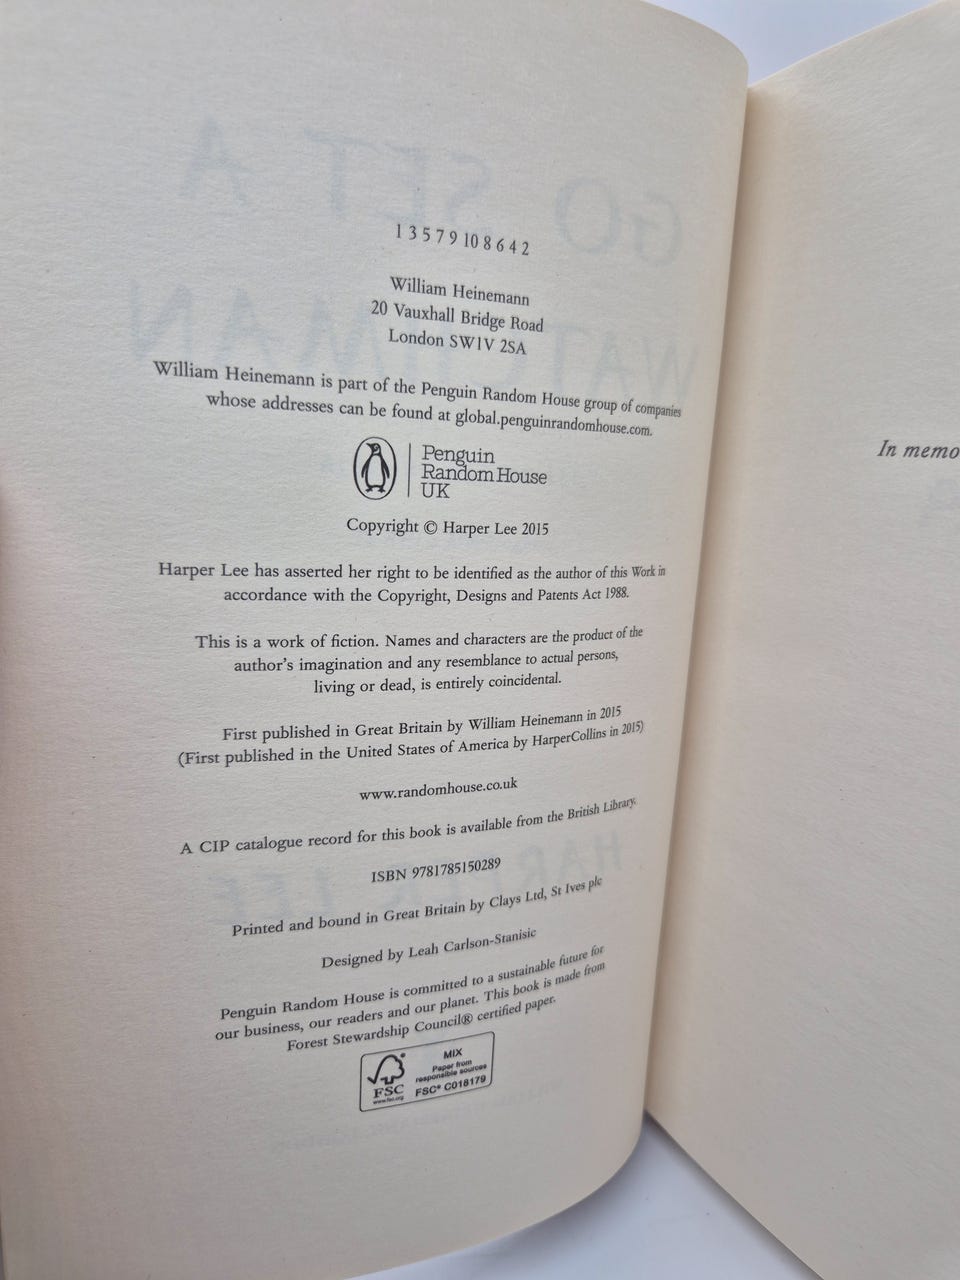 1 3 5 7 9 10 8 6 4 2
William Heinemann
20 Vauxhall Bridge Road
London SW1V 2SA
William Heinemann is part of the Penguin Random House group of companies
whose addresses can be found at global.penguinrandomhouse.com.
Penguin
Random House
UK
Copyright © Harper Lee 2015
Harper Lee has asserted her right to be identified as the author of this Work in
accordance with the Copyright, Designs and Patents Act 1988.
This is a work of fiction. Names and characters are the product of the
author's imagination and any resemblance to actual persons,
living or dead, is entirely coincidental.
First published in Great Britain by William Heinemann in 2015
(First published in the United States of America by HarperCollins in 2015)
www.randomhouse.co.uk
A CIP catalogue record for this book is available from the British Library.
ISBN 9781785150289
Printed and bound in Great Britain by Clays Ltd, St Ives plc
Designed by Leah Carlson-Stanisic
Penguin Random House is committed to a sustainable future for
our business, our readers and our planet. This book is made from
Forest Stewardship Council® certified paper.
FSC
www.fsc.org
MIX
Paper from
responsible sources
FSC® C018179
In memo
GO SET A
WATCHMAN
HARPER LEE